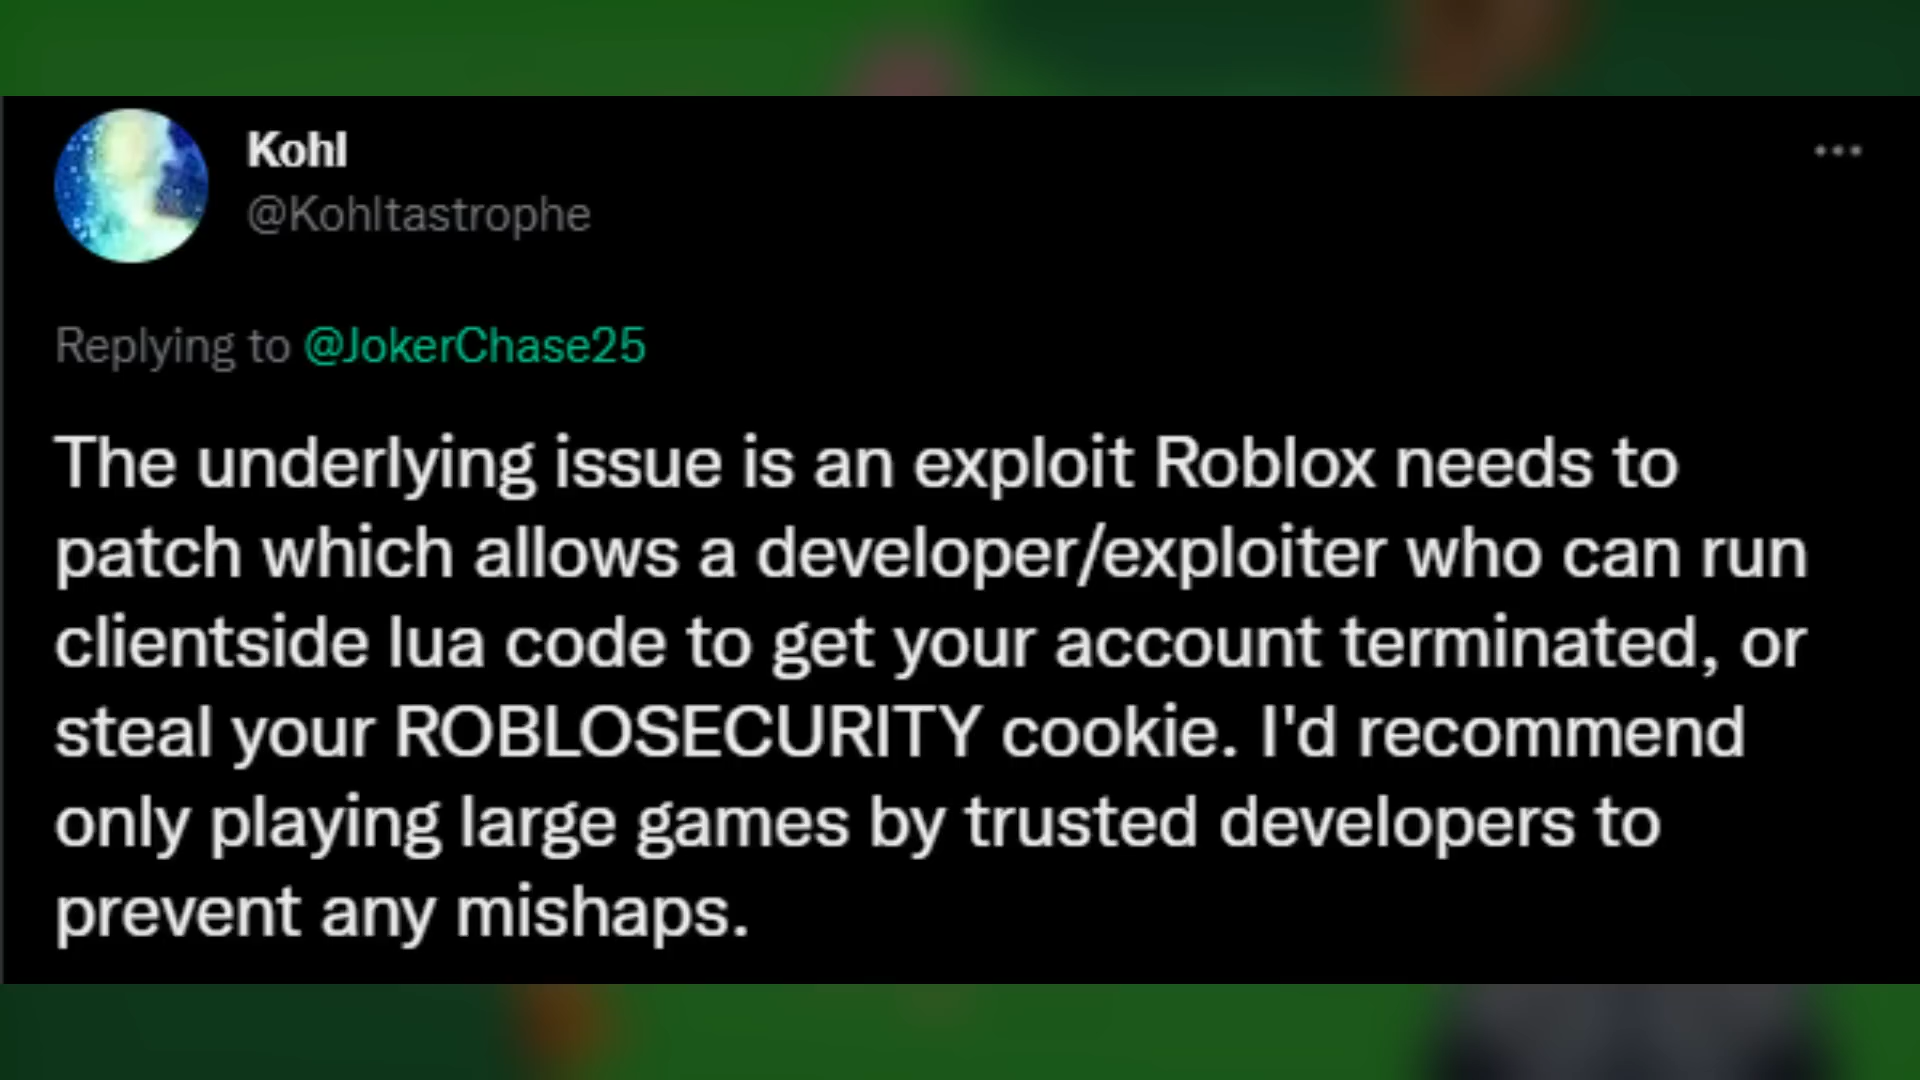 Kohl
@Kohltastrophe
Replying to @JokerChase25
The underlying issue is an exploit Roblox needs to
patch which allows a developer/exploiter who can run
clientside lua code to get your account terminated, or
steal your ROBLOSECURITY cookie. I'd recommend
only playing large games by trusted developers to
prevent any mishaps.